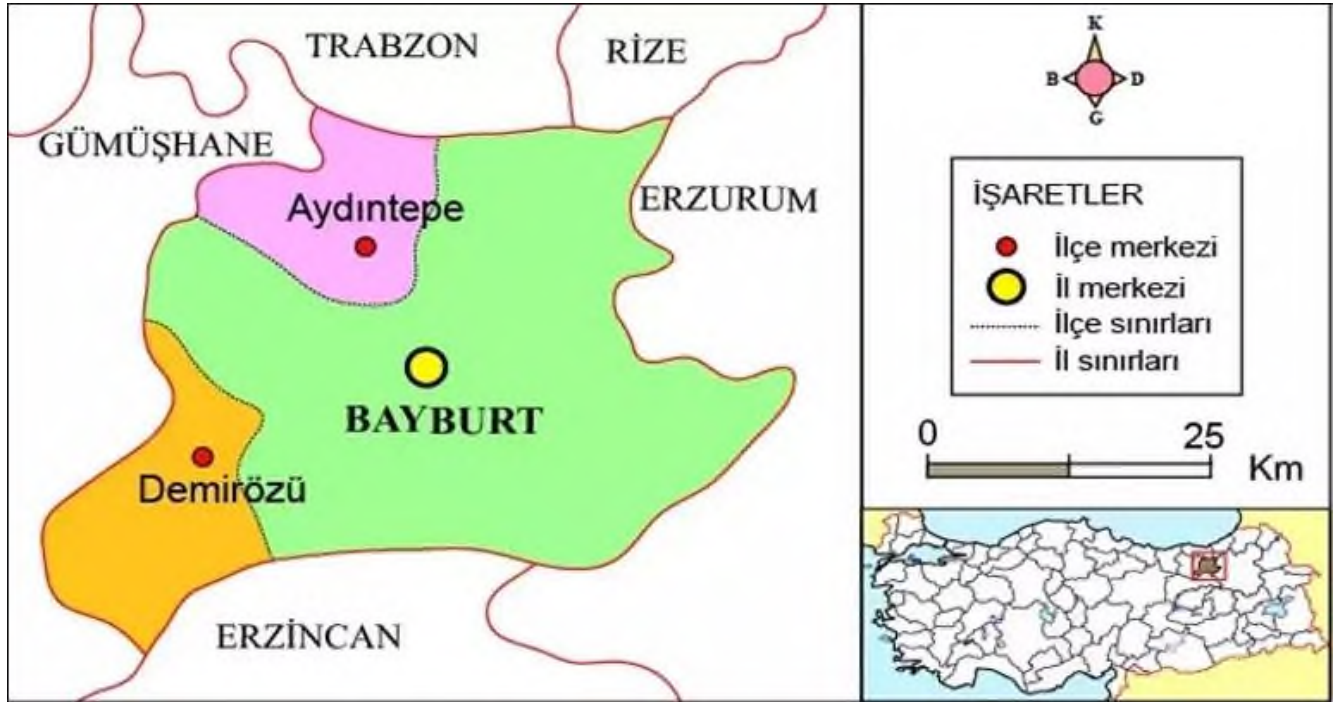 TRABZON
RİZE
GÜMÜŞHANE
Aydıntepe
ERZURUM
BAYBURT
Demirözü
ERZİNCAN
K
B D
G
İŞARETLER
İlçe merkezi
İl merkezi
İlçe sınırları
İl sınırları
0 25
Km